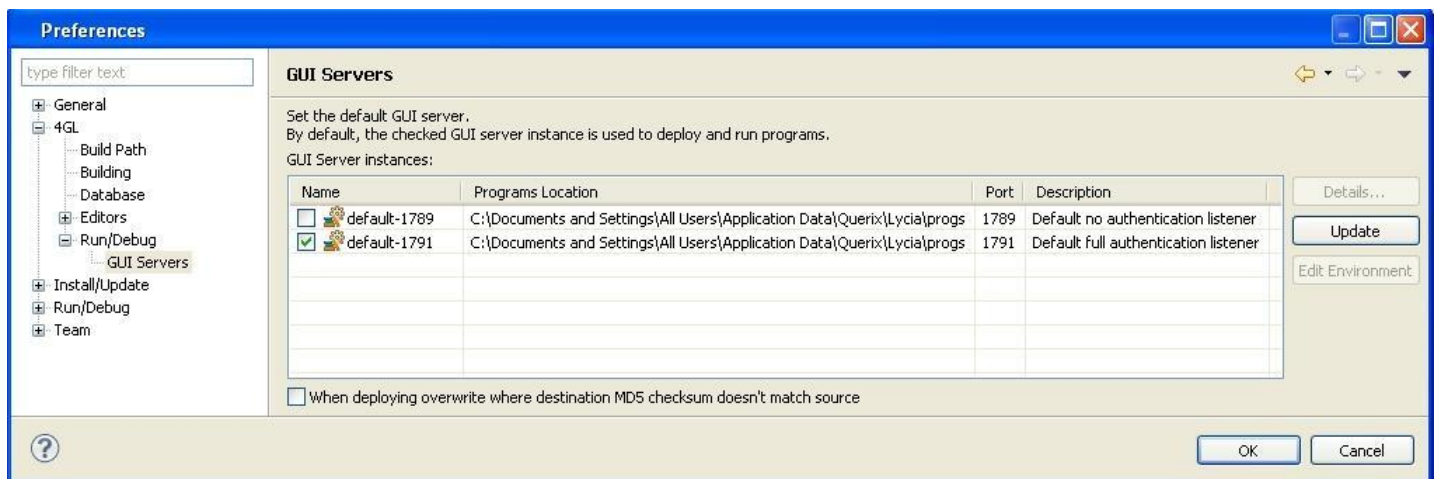 Preferences
type filter text
General
4GL
Build Path
Building
Database
Editors
Run/Debug
GUI Servers
Install/Update
Run/Debug
Team
GUI Servers
Set the default GUI server.
By default, the checked GUI server instance is used to deploy and run programs.
GUI Server instances:
Name Programs Location Port Description
default-1789 C:\Documents and Settings\All Users\Application Data\Querix\Lycia\progs 1789 Default no authentication listener
default-1791 C:\Documents and Settings\All Users\Application Data\Querix\Lycia\progs 1791 Default full authentication listener
Details...
Update
Edit Environment
When deploying overwrite where destination MD5 checksum doesn't match source
? OK Cancel